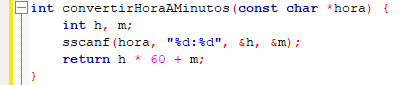 int convertirHoraAMinutos(const char *hora) {
    int h, m;
    sscanf(hora, "%d:%d", &h, &m);
    return h * 60 + m;
}